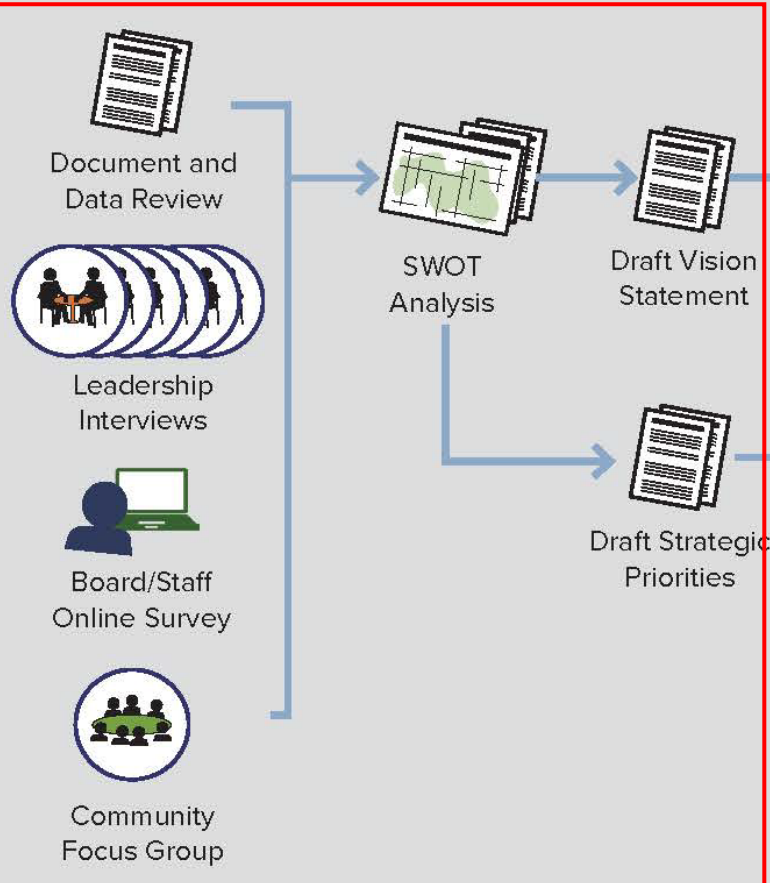 Document and
Data Review
Leadership
Interviews
Board/Staff
Online Survey
Community
Focus Group
SWOT
Analysis
Draft Vision
Statement
Draft Strategic
Priorities